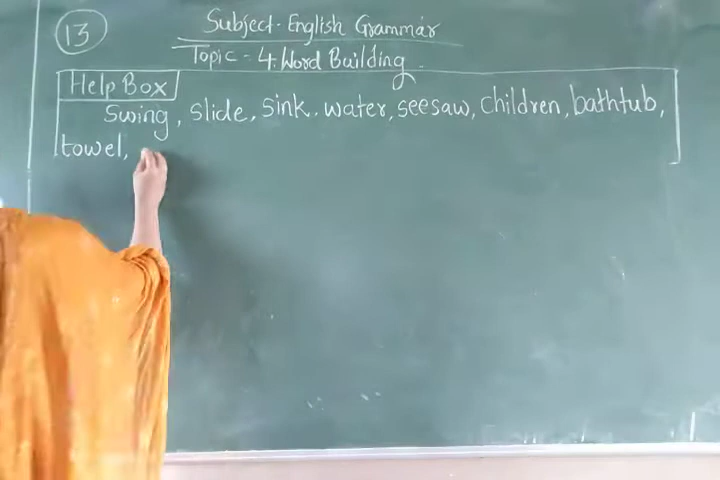 13
Subject - English Grammar
Topic - 4. Word Building.
Help Box
Swing, slide, sink, water, seesaw, children, bathtub,
towel,